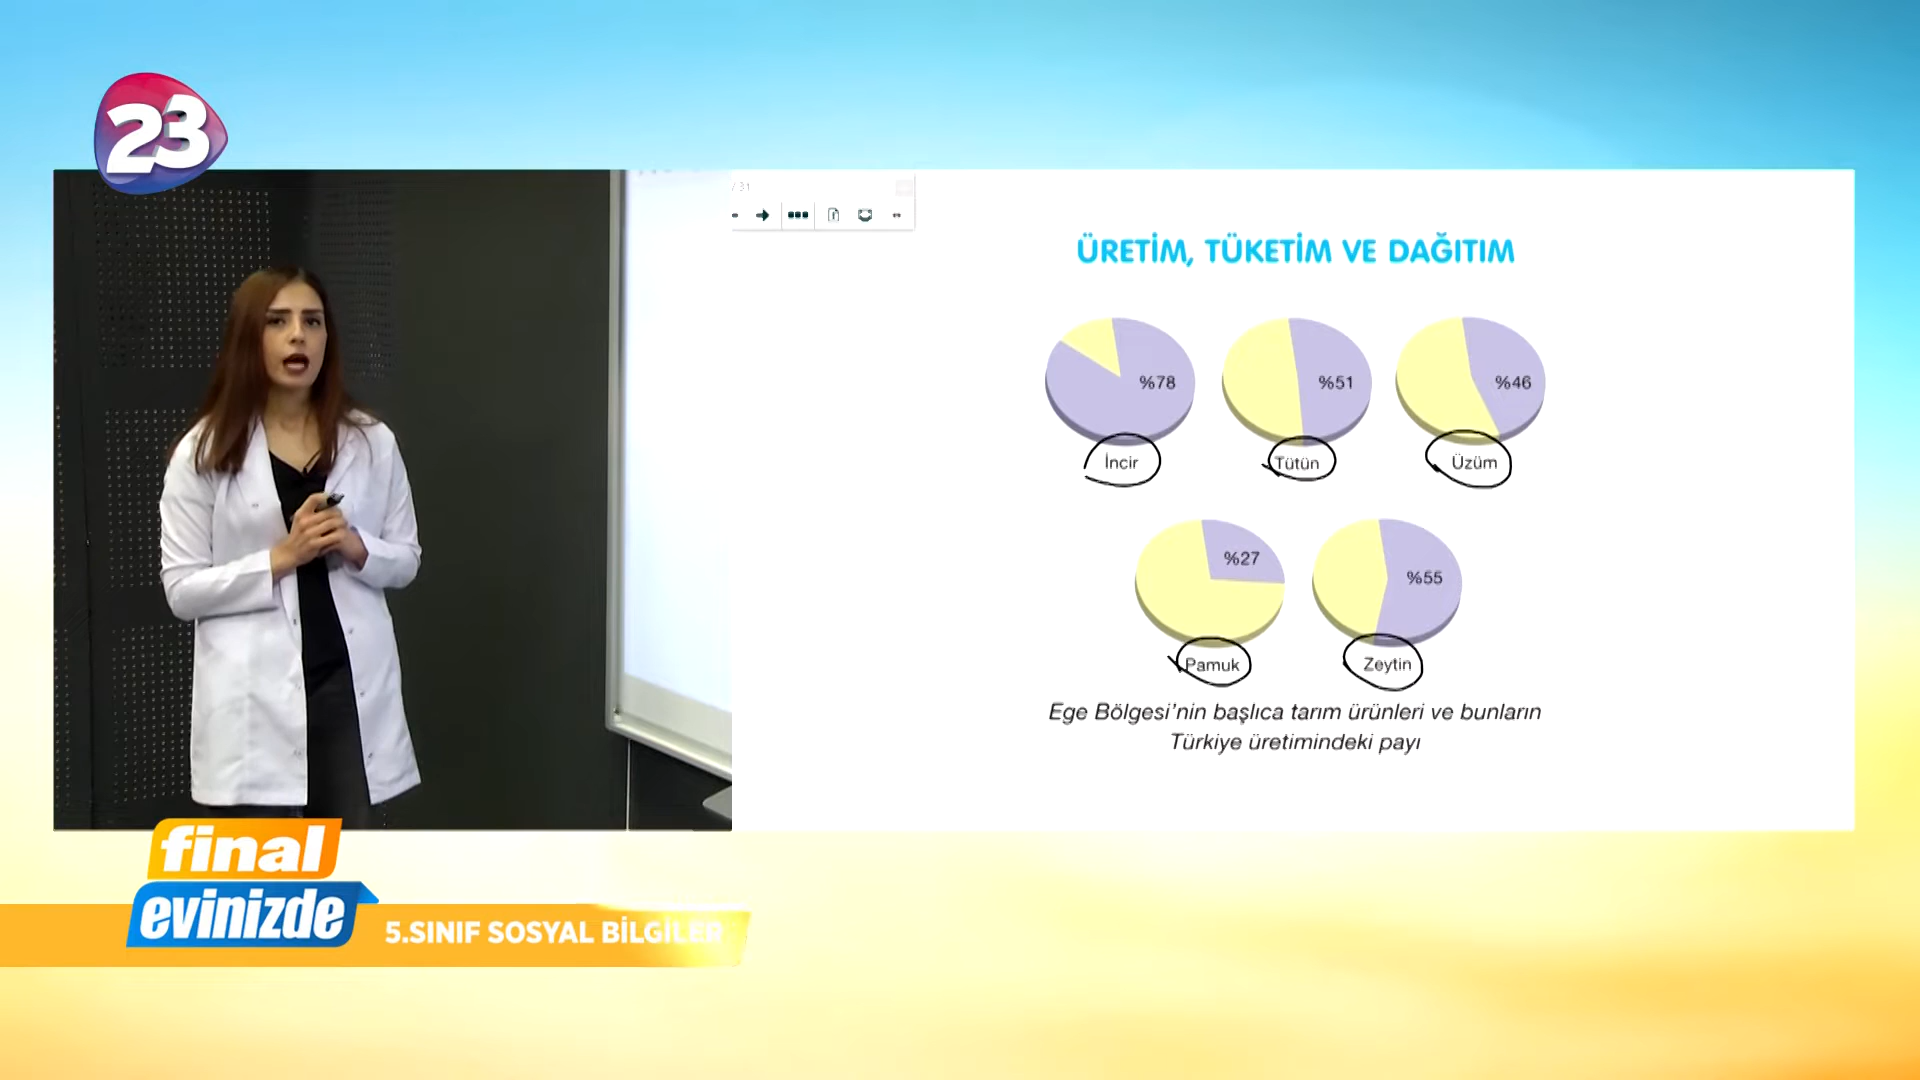 23
/ 31
ÜRETİM, TÜKETİM VE DAĞITIM
%78
%51
%46
İncir
Tütün
Üzüm
%27
%55
Pamuk
Zeytin
Ege Bölgesi'nin başlıca tarım ürünleri ve bunların
Türkiye üretimindeki payı
final
evinizde
5.SINIF SOSYAL BİLGİLER